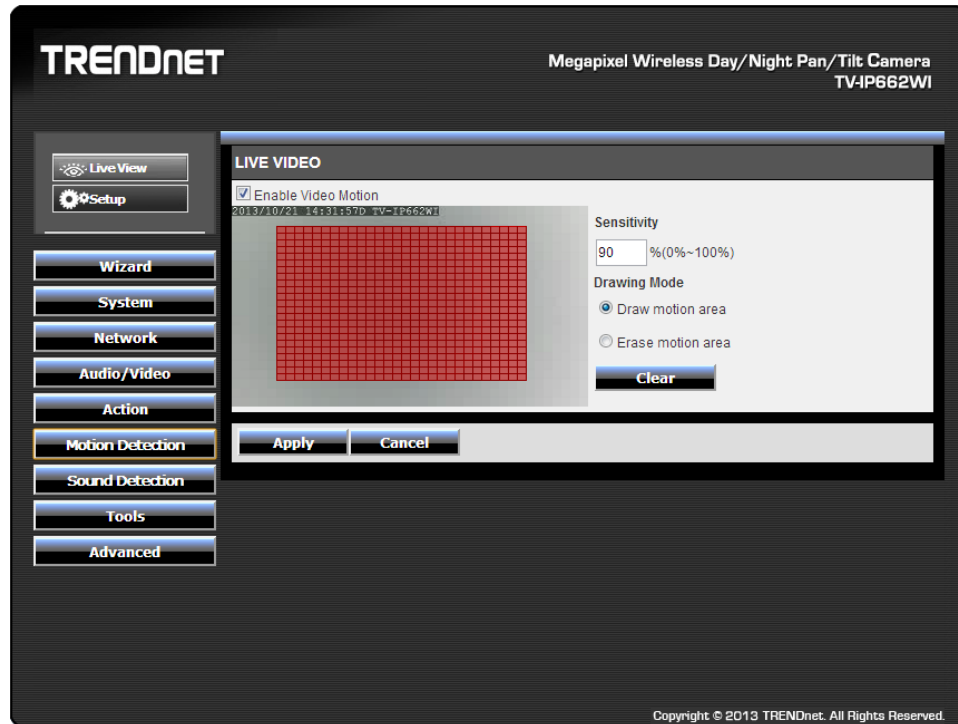 TRENDnet
Megapixel Wireless Day/Night Pan/Tilt Camera
TV-IP662WI
Live View
Setup
Wizard
System
Network
Audio/Video
Action
Motion Detection
Sound Detection
Tools
Advanced
LIVE VIDEO
Enable Video Motion
2013/10/21 14:31:57D TV-IP662WI
Sensitivity
90 %(0%~100%)
Drawing Mode
Draw motion area
Erase motion area
Clear
Apply Cancel
Copyright © 2013 TRENDnet. All Rights Reserved.